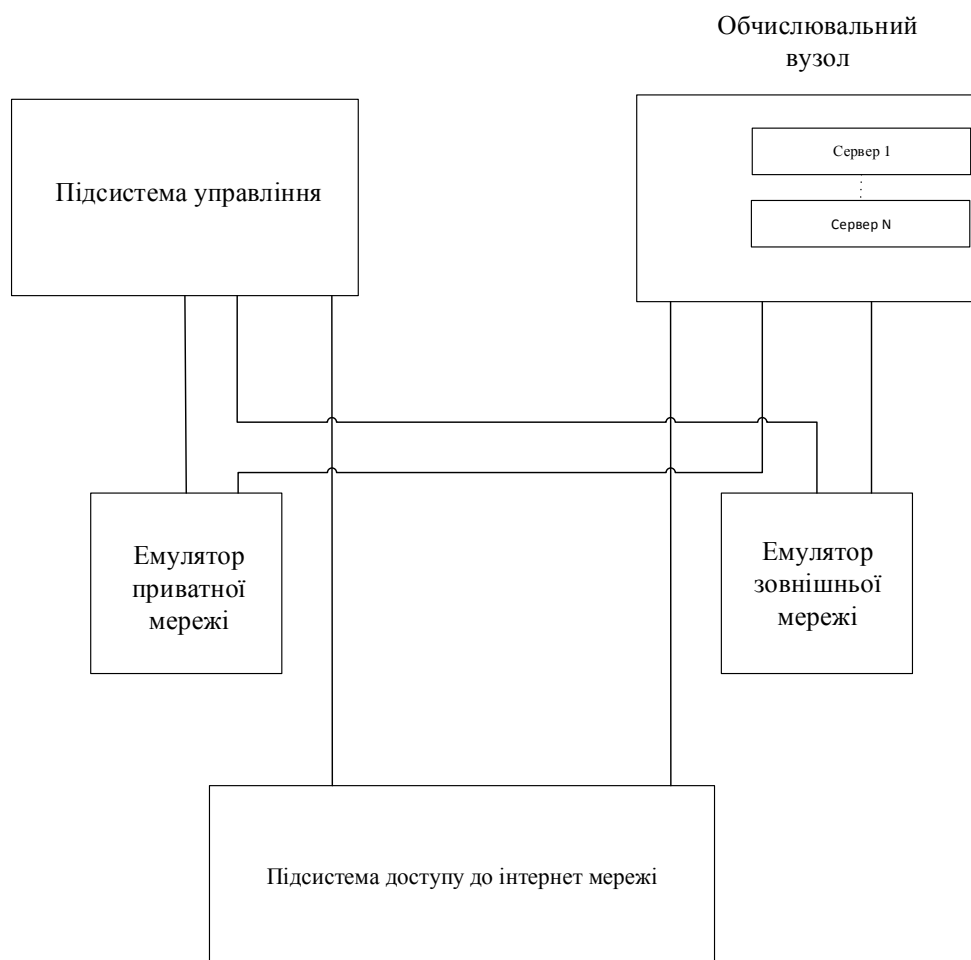 Обчислювальний
вузол
Підсистема управління
Сервер 1
Сервер N
Емулятор
приватної
мережі
Емулятор
зовнішньої
мережі
Підсистема доступу до інтернет мережі